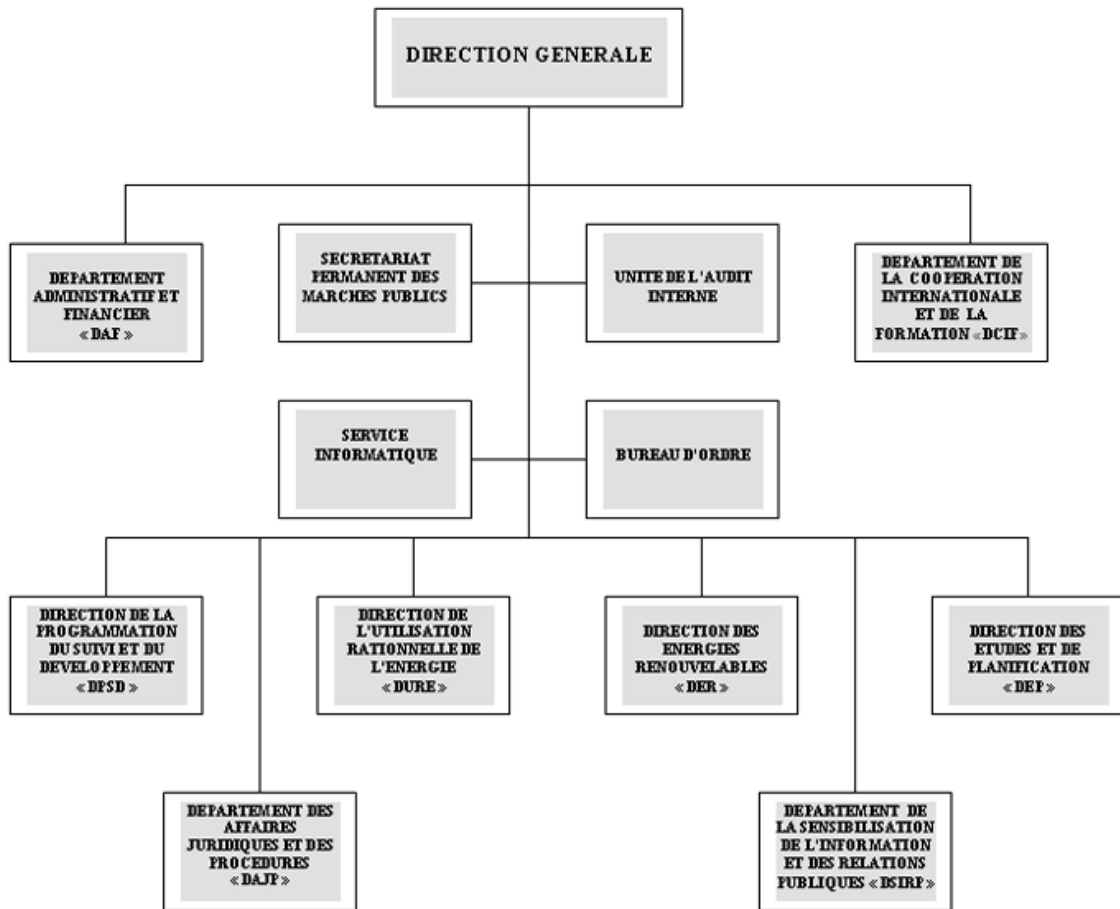 DIRECTION GENERALE
DEPARTEMENT
ADMINISTRATIF ET
FINANCIER
« DAF »
SECRETARIAT
PERMANENT DES
MARCHES PUBLICS
UNITE DE L'AUDIT
INTERNE
DEPARTEMENT DE
LA COOPERATION
INTERNATIONALE
ET DE LA
FORMATION «DCIF»
SERVICE
INFORMATIQUE
BUREAU D'ORDRE
DIRECTION DE LA
PROGRAMMATION
DU SUIVI ET DU
DEVELOPPEMENT
« DPSD »
DIRECTION DE
L'UTILISATION
RATIONNELLE DE
L'ENERGIE
« DURE »
DIRECTION DES
ENERGIES
RENOUVELABLES
« DER »
DIRECTION DES
ETUDES ET DE
PLANIFICATION
« DEP »
DEPARTEMENT DES
AFFAIRES
JURIDIQUES ET DES
PROCEDURES
« DAJP »
DEPARTEMENT DE
LA SENSIBILISATION
DE L'INFORMATION
ET DES RELATIONS
PUBLIQUES « DSIRP »